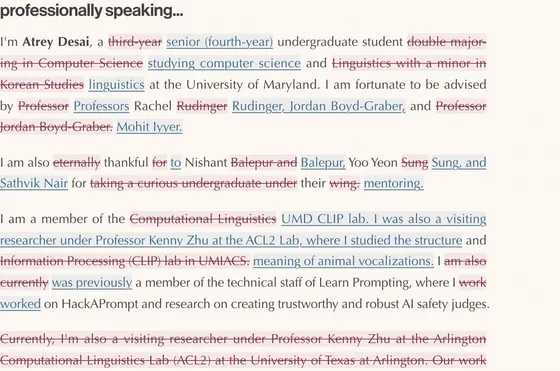 professionally speaking...
I'm Atrey Desai, a third-year senior (fourth-year) undergraduate student double major-
ing in Computer Science studying computer science and Linguistics with a minor in
Korean Studies linguistics at the University of Maryland. I am fortunate to be advised
by Professor Professors Rachel Rudinger Rudinger, Jordan Boyd-Graber, and Professor
Jordan Boyd-Graber. Mohit Iyyer.
I am also eternally thankful for to Nishant Balepur and Balepur, Yoo Yeon Sung Sung, and
Sathvik Nair for taking a curious undergraduate under their wing. mentoring.
I am a member of the Computational Linguistics UMD CLIP lab. I was also a visiting
researcher under Professor Kenny Zhu at the ACL2 Lab, where I studied the structure and
Information Processing (CLIP) lab in UMIACS. meaning of animal vocalizations. I am also
currently was previously a member of the technical staff of Learn Prompting, where I work
worked on HackAPrompt and research on creating trustworthy and robust AI safety judges.
Currently, I'm also a visiting researcher under Professor Kenny Zhu at the Arlington
Computational Linguistics Lab (ACL2) at the University of Texas at Arlington. Our work